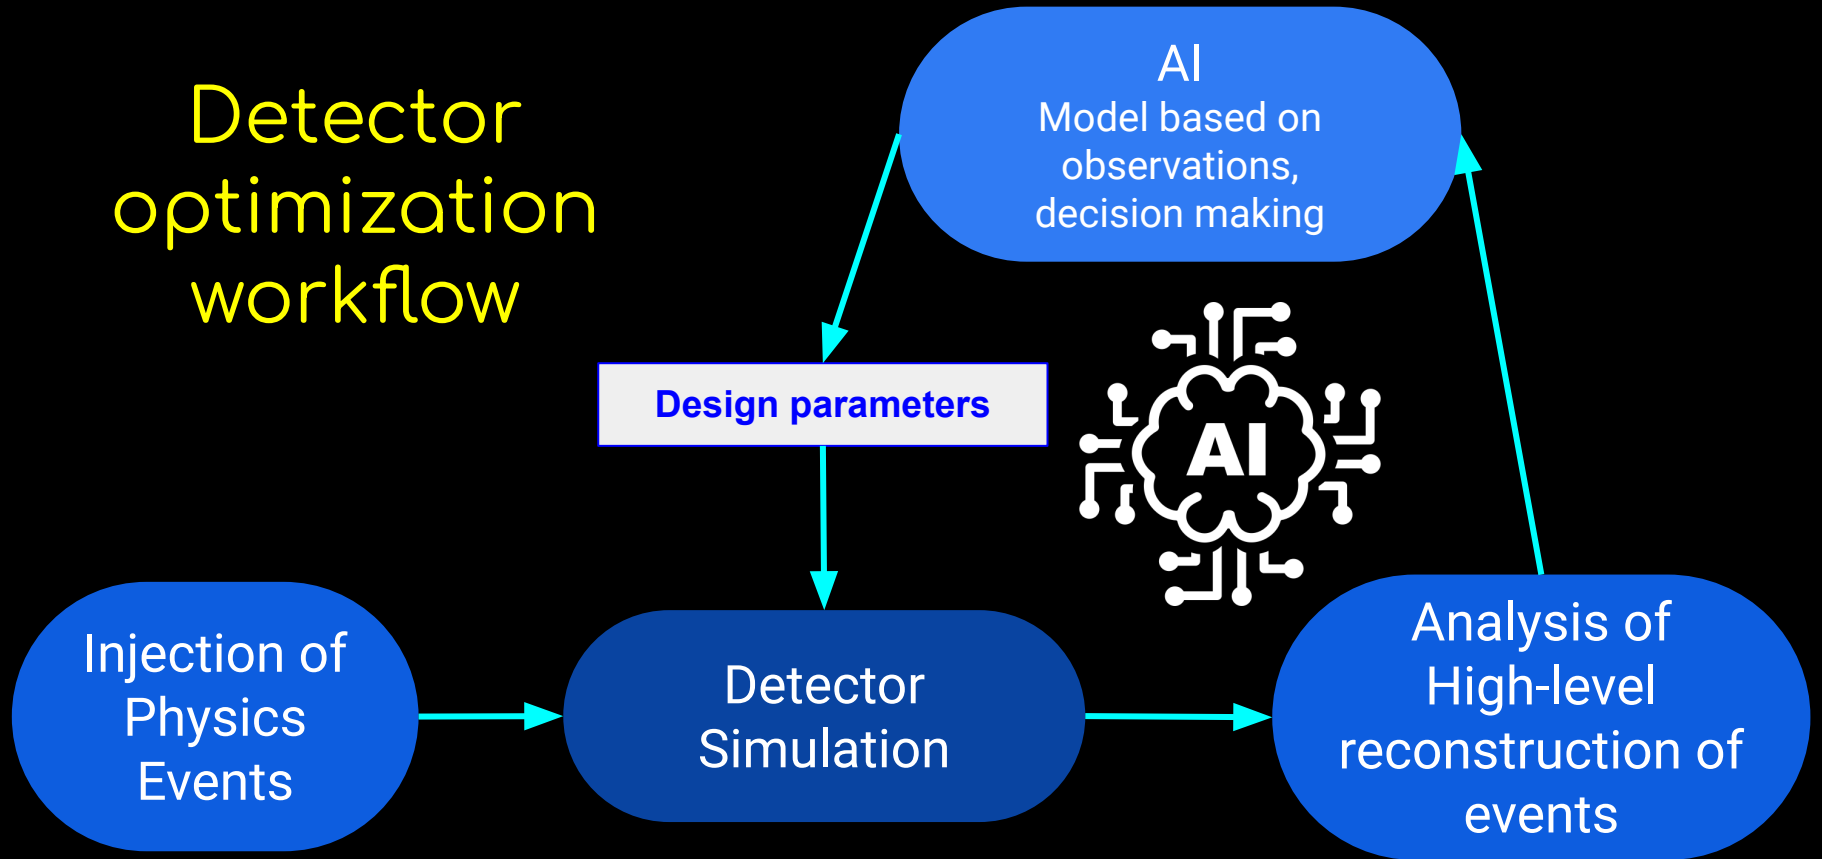 Detector
optimization
workflow
AI
Model based on
observations,
decision making
Design parameters
AI
Injection of
Physics
Events
Detector
Simulation
Analysis of
High-level
reconstruction of
events